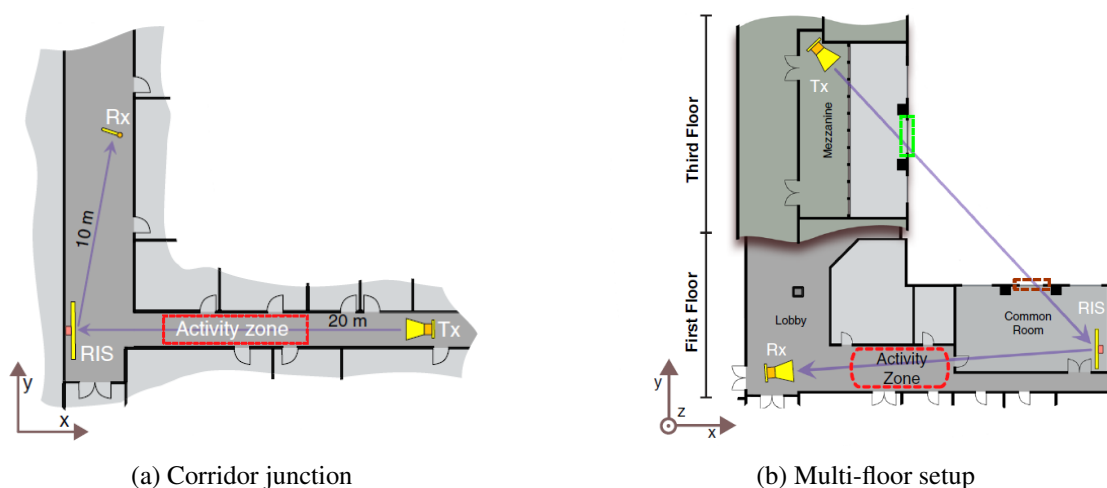 Rx
10 m
Activity zone
20 m
Tx
RIS
y
x
(a) Corridor junction
Third Floor
Tx
Mezzanine
First Floor
Lobby
Common
Room
RIS
Rx
Activity
Zone
y
z
x
(b) Multi-floor setup